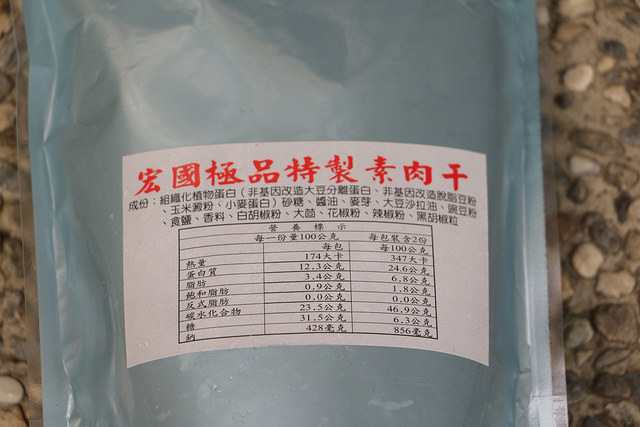 宏國極品特製素肉干
成份：組織化植物蛋白（非基因改造大豆分離蛋白、非基因改造脫脂豆粉
、玉米澱粉、小麥蛋白）砂糖、醬油、麥芽、大豆沙拉油、豌豆粉
、食鹽、香料、白胡椒粉、大茴、花椒粉、辣椒粉、黑胡椒粒
營養標示
每一份量100公克 每包裝含2份
每包 每100公克
熱量 174大卡 347大卡
蛋白質 12.3公克 24.6公克
脂肪 3.4公克 6.8公克
飽和脂肪 0.9公克 1.8公克
反式脂肪 0.0公克 0.0公克
碳水化合物 23.5公克 46.9公克
糖 31.5公克 6.3公克
鈉 428毫克 856毫克